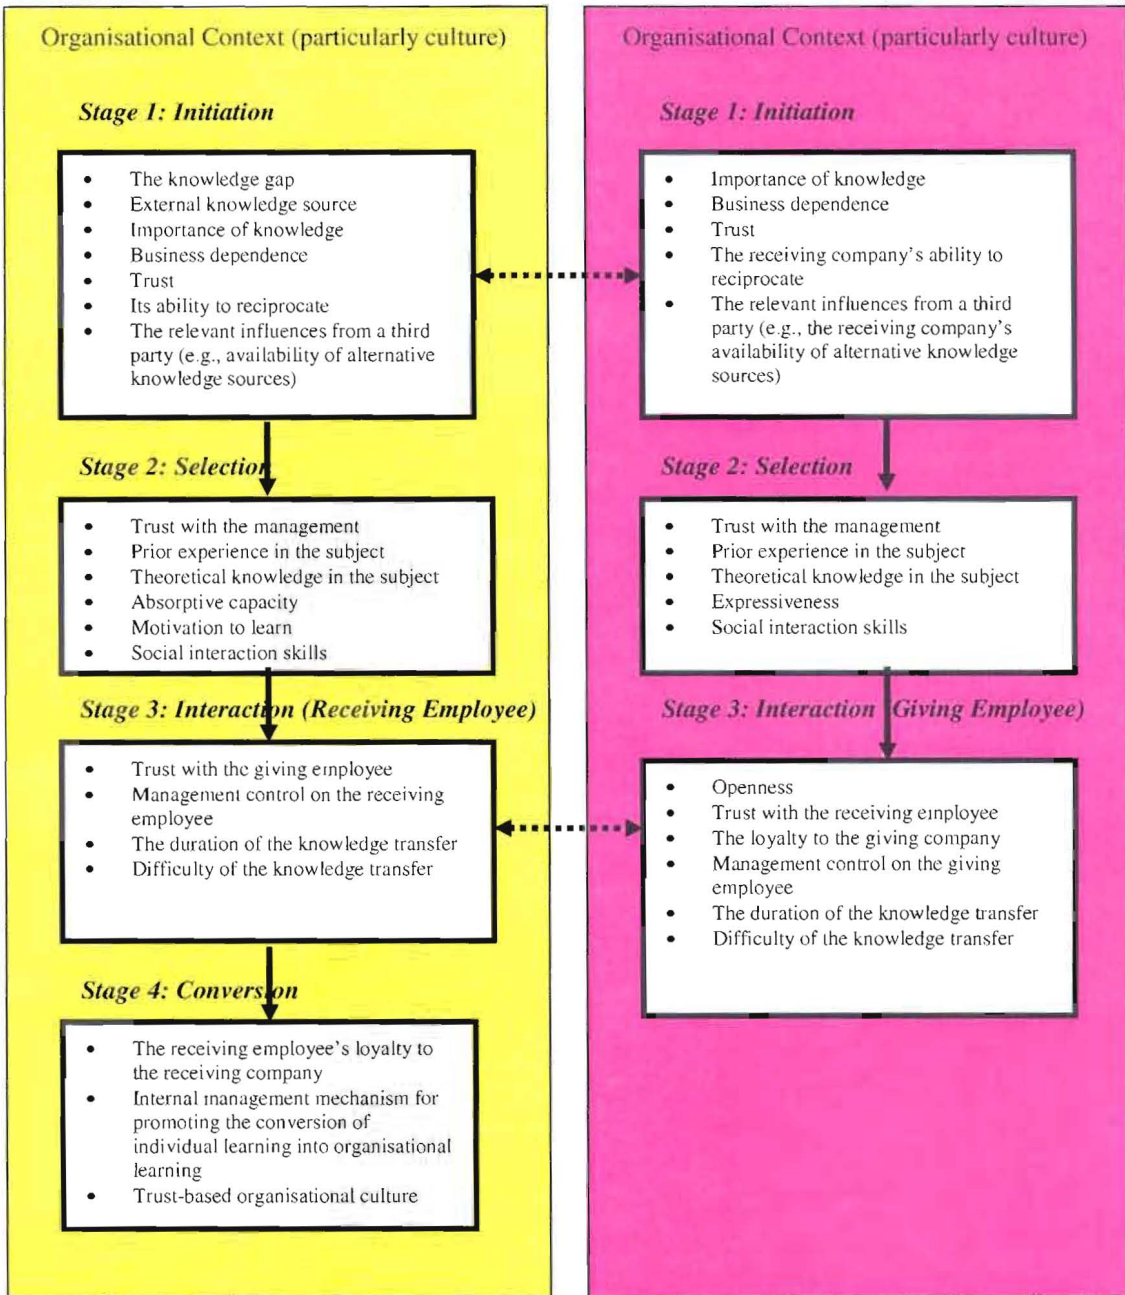 Organisational Context (particularly culture)
Stage 1: Initiation
• The knowledge gap
• External knowledge source
• Importance of knowledge
• Business dependence
• Trust
• Its ability to reciprocate
• The relevant influences from a third
party (e.g., availability of alternative
knowledge sources)
Stage 2: Selection
• Trust with the management
• Prior experience in the subject
• Theoretical knowledge in the subject
• Absorptive capacity
• Motivation to learn
• Social interaction skills
Stage 3: Interaction (Receiving Employee)
• Trust with the giving employee
• Management control on the receiving
employee
• The duration of the knowledge transfer
• Difficulty of the knowledge transfer
Stage 4: Conversion
• The receiving employee's loyalty to
the receiving company
• Internal management mechanism for
promoting the conversion of
individual learning into organisational
learning
• Trust-based organisational culture
Organisational Context (particularly culture)
Stage 1: Initiation
• Importance of knowledge
• Business dependence
• Trust
• The receiving company's ability to
reciprocate
• The relevant influences from a third
party (e.g., the receiving company's
availability of alternative knowledge
sources)
Stage 2: Selection
• Trust with the management
• Prior experience in the subject
• Theoretical knowledge in the subject
• Expressiveness
• Social interaction skills
Stage 3: Interaction (Giving Employee)
• Openness
• Trust with the receiving employee
• The loyalty to the giving company
• Management control on the giving
employee
• The duration of the knowledge transfer
• Difficulty of the knowledge transfer